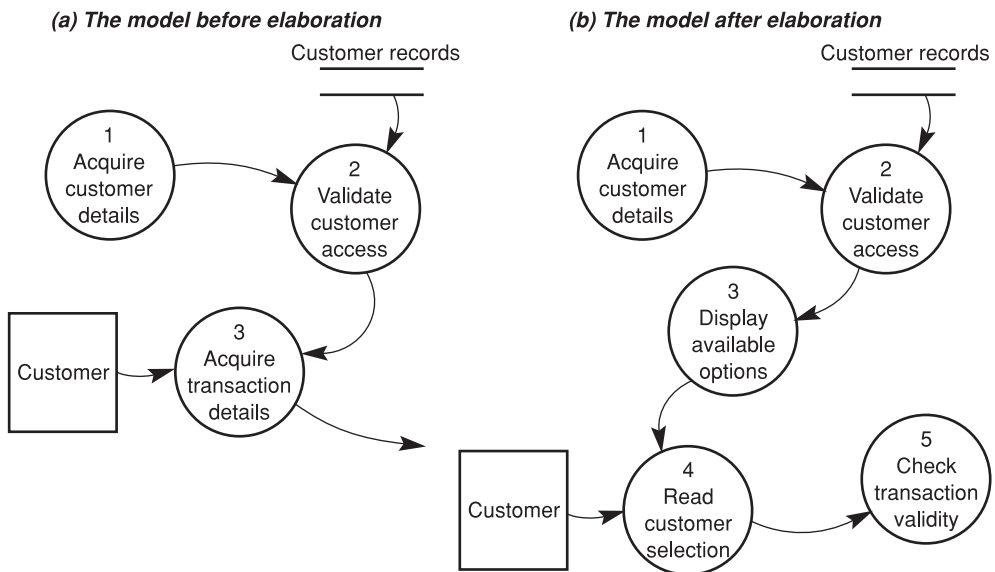 (a) The model before elaboration
Customer records
1
Acquire
customer
details
2
Validate
customer
access
3
Acquire
transaction
details
Customer
(b) The model after elaboration
Customer records
1
Acquire
customer
details
2
Validate
customer
access
3
Display
available
options
4
Read
customer
selection
Customer
5
Check
transaction
validity